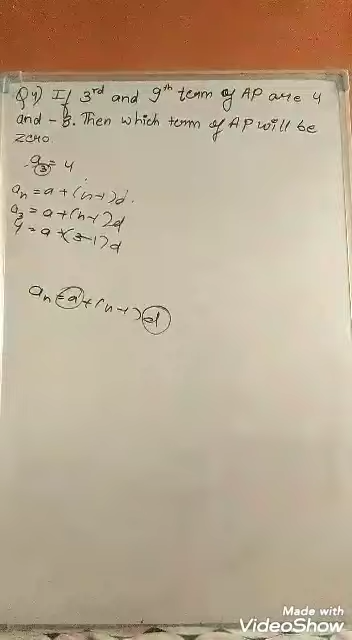 Q4) If 3rd and 9th term of AP are 4
and -8. Then which term of AP will be
zero.
a3 = 4
an = a + (n-1)d.
a3 = a + (n-1)d
4 = a + (3-1)d
an = a + (n-1)d
Made with
VideoShow